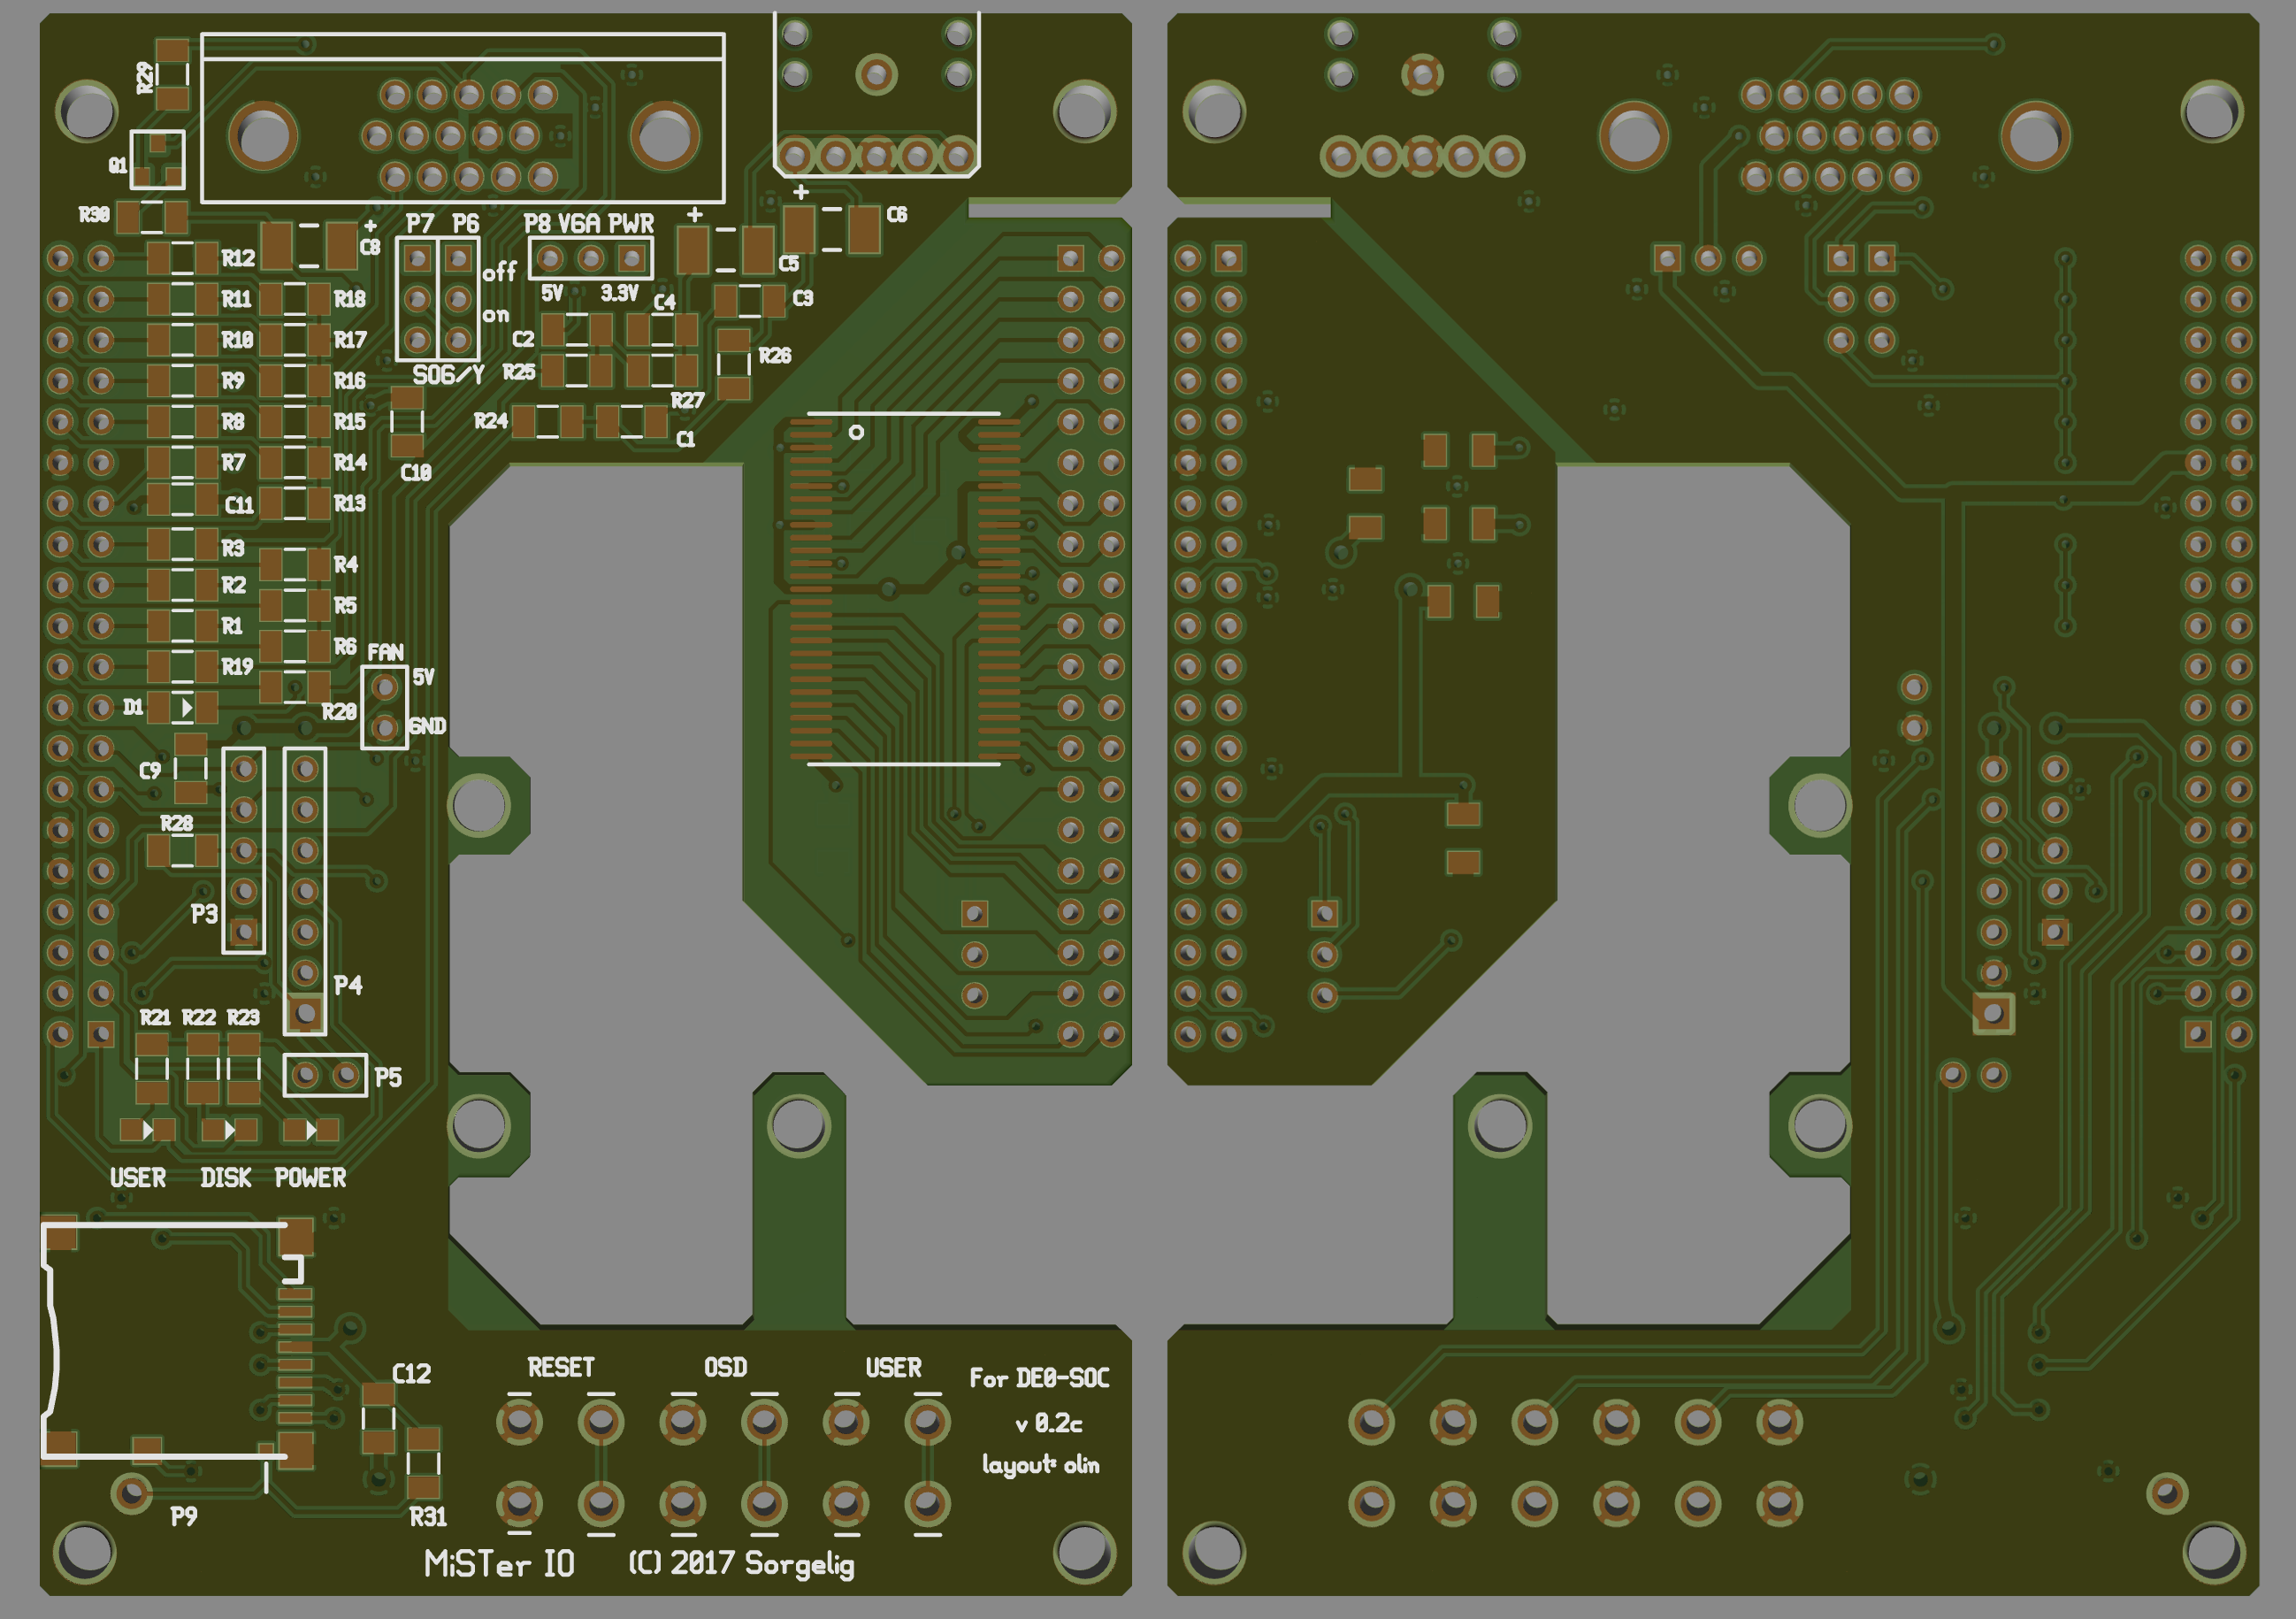 R29
Q1
R30
+
C8
P7 P6
P8 VGA PWR
+
+
C6
R12
off
C5
R11
R18
5V
3.3V
C4
C3
on
R10
R17
C2
R26
R9
R16
SOG/Y
R25
R27
R8
R15
R24
C1
R7
R14
C10
C11
R13
R3
R4
R2
R5
R1
R6
FAN
R19
5V
D1
R20
GND
C9
R28
P3
P4
R21 R22 R23
P5
USER DISK POWER
C12
RESET OSD USER
For DE0-SOC
v 0.2c
layout: olin
P9
R31
MiSTer IO (C) 2017 Sorgelig